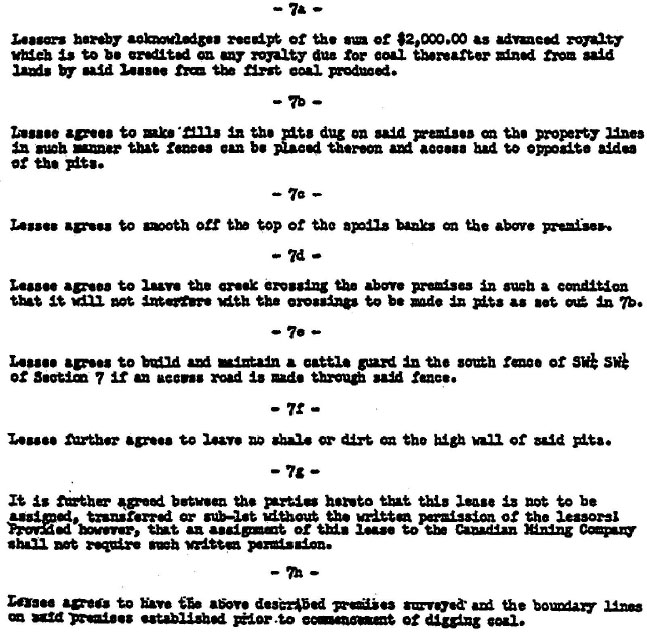 - 7a -
Lessors hereby acknowledges receipt of the sum of $2,000.00 as advanced royalty
which is to be credited on any royalty due for coal thereafter mined from said
lands by said Lessee from the first coal produced.
- 7b -
Lessee agrees to make fills in the pits dug on said premises on the property lines
in such manner that fences can be placed thereon and access had to opposite sides
of the pits.
- 7c -
Lessee agrees to smooth off the top of the spoils banks on the above premises.
- 7d -
Lessee agrees to leave the creek crossing the above premises in such a condition
that it will not interfere with the crossings to be made in pits as set out in 7b.
- 7e -
Lessee agrees to build and maintain a cattle guard in the south fence of SW¼ SW¼
of Section 7 if an access road is made through said fence.
- 7f -
Lessee further agrees to leave no shale or dirt on the high wall of said pits.
- 7g -
It is further agreed between the parties hereto that this lease is not to be
assigned, transferred or sub-let without the written permission of the lessors!
Provided however, that an assignment of this lease to the Canadian Mining Company
shall not require such written permission.
- 7h -
Lessee agrees to have the above described premises surveyed and the boundary lines
on said premises established prior to commencement of digging coal.